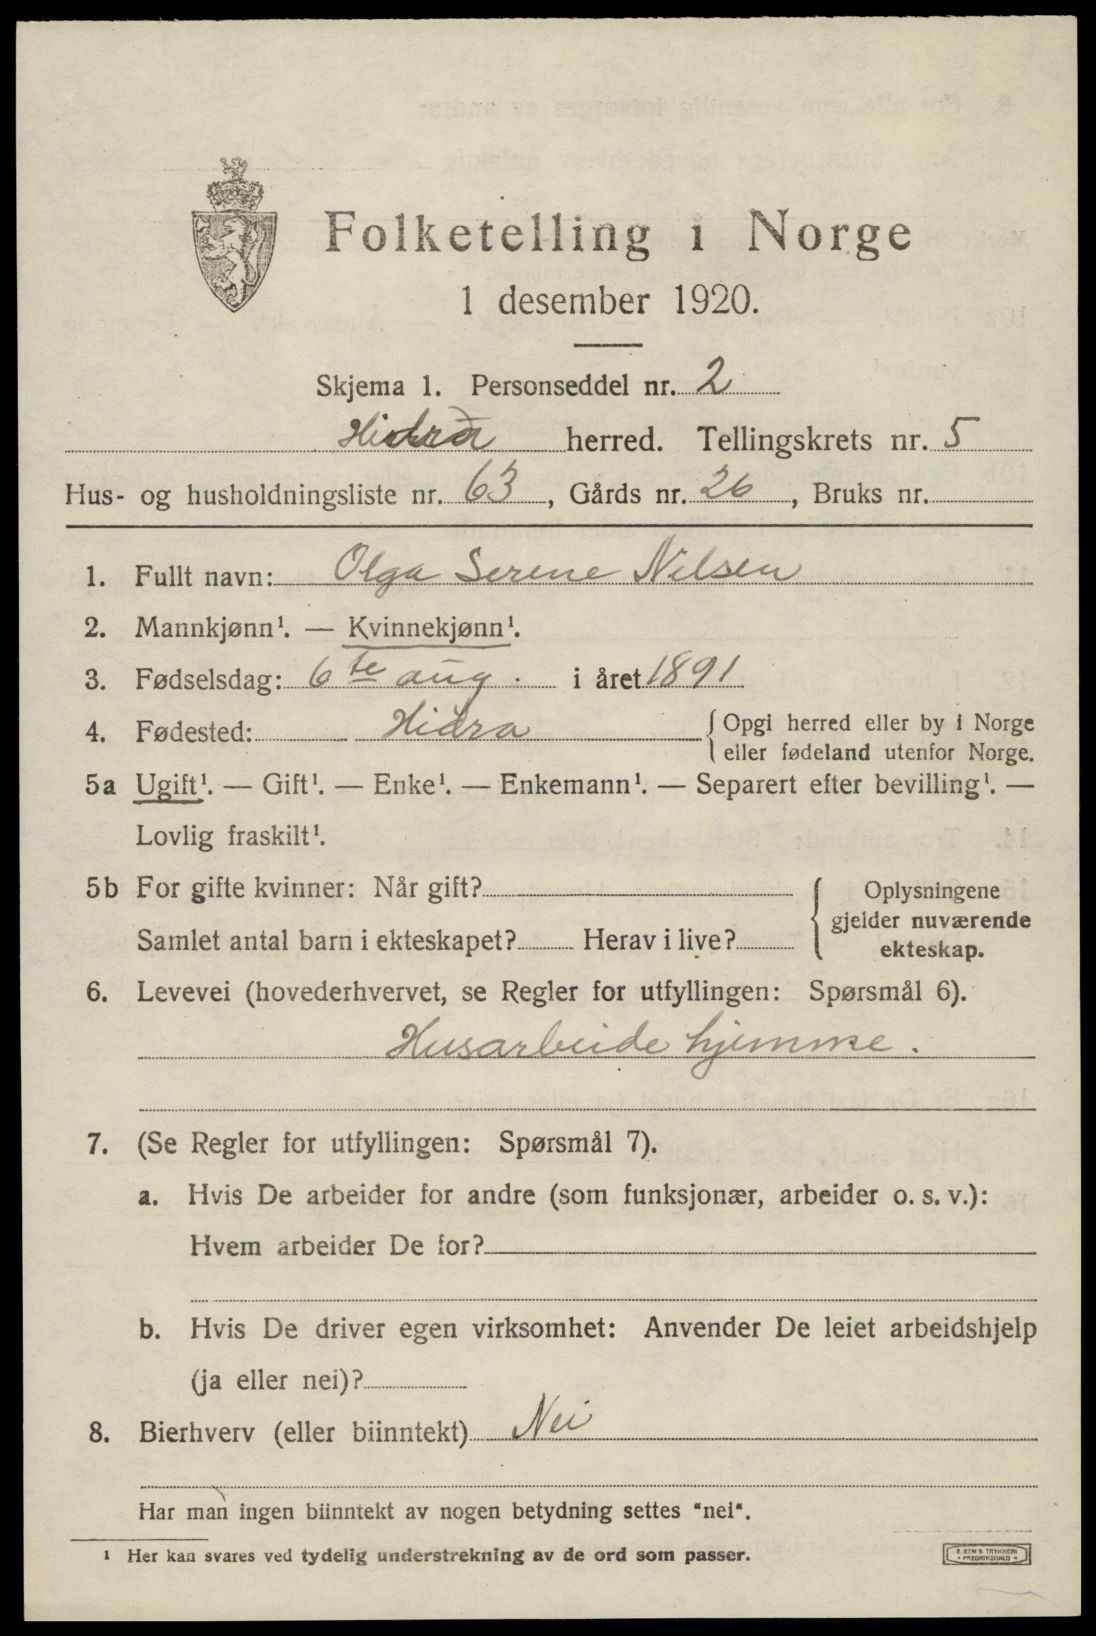 Folketelling i Norge
1 desember 1920.
Skjema 1. Personseddel nr. 2
Hidra herred. Tellingskrets nr. 5
Hus- og husholdningsliste nr. 63, Gårds nr. 26, Bruks nr.
1. Fullt navn: Olga Serene Nilsen
2. Mannkjønn¹. — Kvinnekjønn¹.
3. Fødselsdag: 6te aug. i året 1891
4. Fødested: Hidra { Opgi herred eller by i Norge
eller fødeland utenfor Norge.
5a Ugift¹. — Gift¹. — Enke¹. — Enkemann¹. — Separert efter bevilling¹. —
Lovlig fraskilt¹.
5b For gifte kvinner: Når gift? { Oplysningene
gjelder nuværende
Samlet antal barn i ekteskapet? Herav i live? ekteskap.
6. Levevei (hovederhvervet, se Regler for utfyllingen: Spørsmål 6).
Husarbeide hjemme.
7. (Se Regler for utfyllingen: Spørsmål 7).
a. Hvis De arbeider for andre (som funksjonær, arbeider o. s. v.):
Hvem arbeider De for?
b. Hvis De driver egen virksomhet: Anvender De leiet arbeidshjelp
(ja eller nei)?
8. Bierhverv (eller biinntekt) Nei
Har man ingen biinntekt av nogen betydning settes "nei".
¹ Her kan svares ved tydelig understrekning av de ord som passer.
E. SEMS TRYKKERI
FREDRIKSHALD